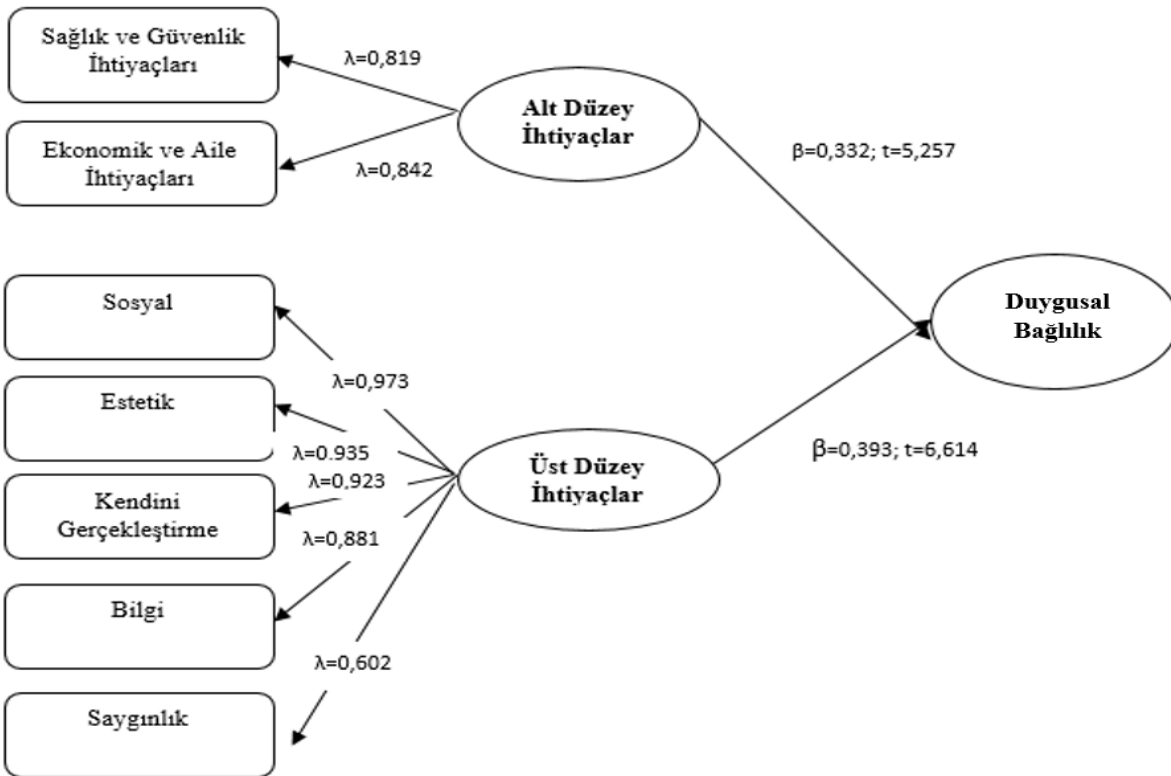 Sağlık ve Güvenlik
İhtiyaçları
λ=0,819
Alt Düzey
İhtiyaçlar
Ekonomik ve Aile
İhtiyaçları
λ=0,842
β=0,332; t=5,257
Sosyal
λ=0,973
Duygusal
Bağlılık
Estetik
λ=0.935
λ=0,923
Üst Düzey
İhtiyaçlar
β=0,393; t=6,614
Kendini
Gerçekleştirme
λ=0,881
Bilgi
λ=0,602
Saygınlık